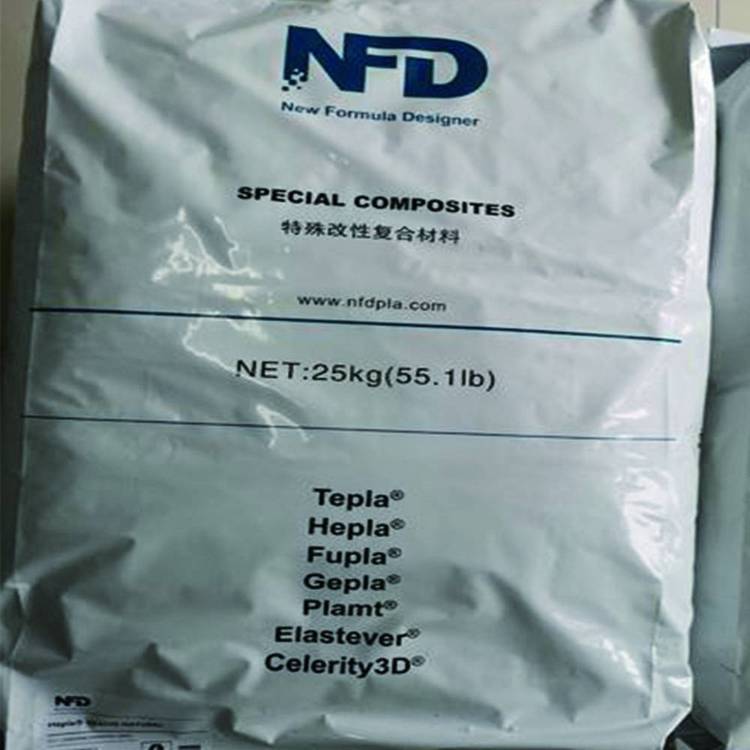 NFD
New Formula Designer
SPECIAL COMPOSITES
特殊改性复合材料
www.nfdpla.com
NET:25kg(55.1lb)
Tepla®
Hepla®
Fupla®
Gepla®
Plamt®
Elastever®
Celerity3D®
NFD